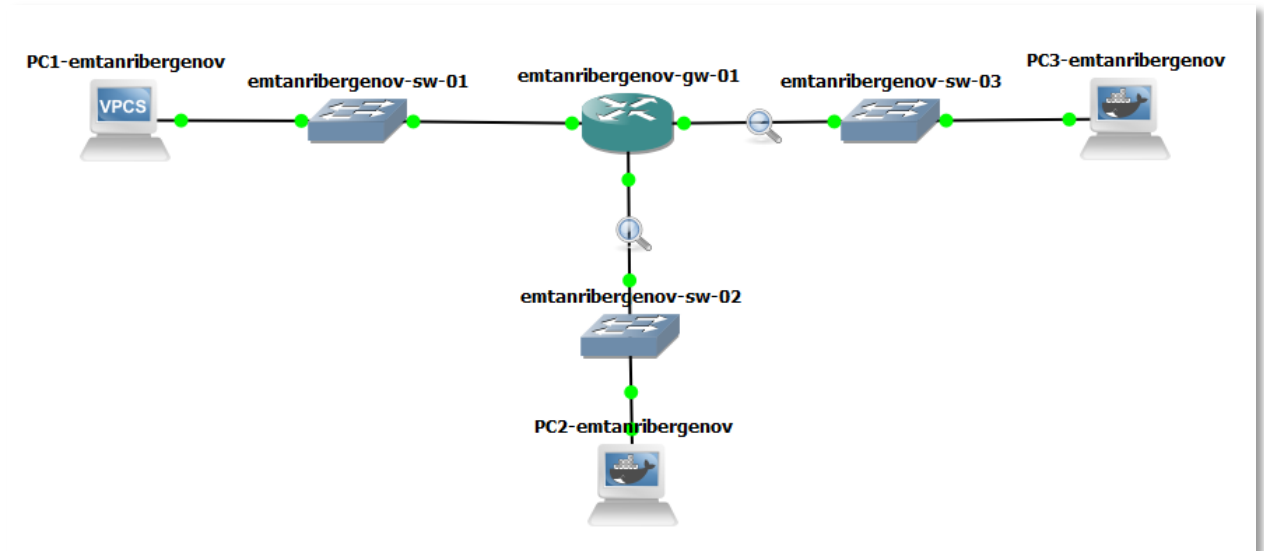 PC1-emtanribergenov
emtanribergenov-sw-01
emtanribergenov-gw-01
emtanribergenov-sw-03
PC3-emtanribergenov
VPCS
emtanribergenov-sw-02
PC2-emtanribergenov